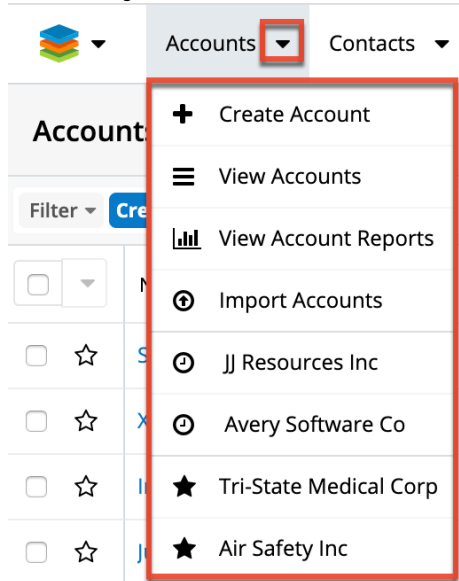 Accounts
Contacts
Create Account
View Accounts
View Account Reports
Import Accounts
JJ Resources Inc
Avery Software Co
Tri-State Medical Corp
Air Safety Inc
Filter